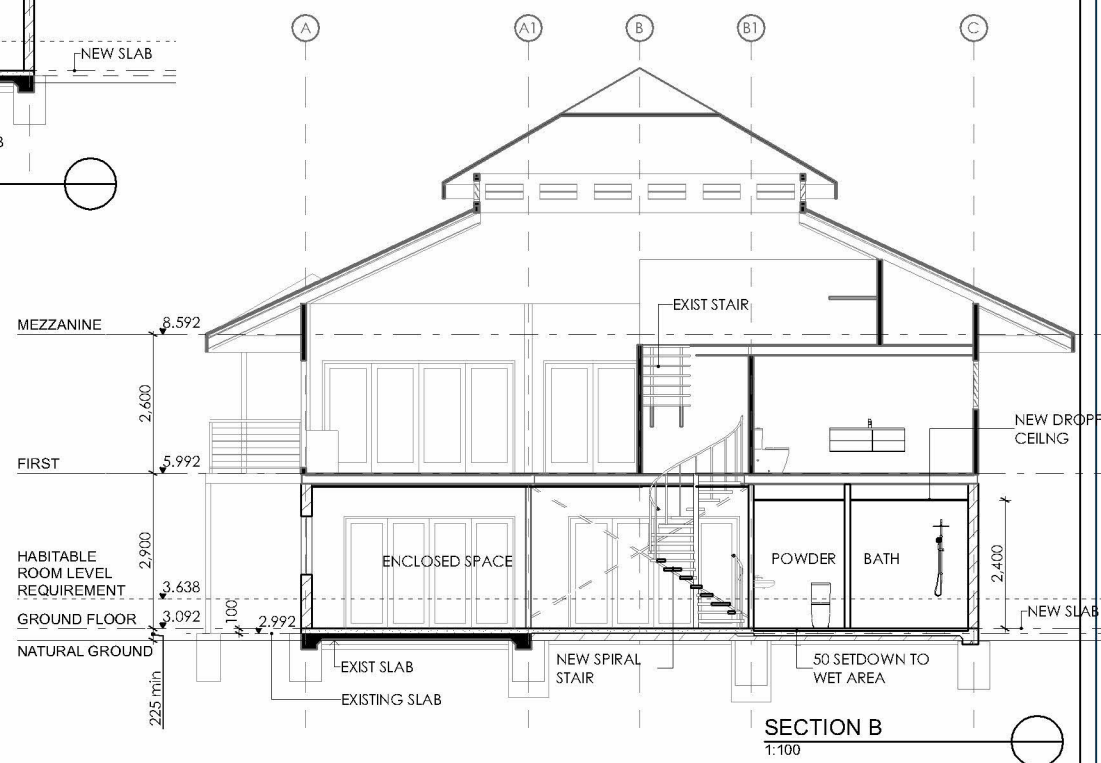 A
A1
B
B1
C
NEW SLAB
B
EXIST STAIR
MEZZANINE
8.592
2,600
NEW DROPP
CEILNG
FIRST
5.992
2,900
HABITABLE
ROOM LEVEL
REQUIREMENT
3.638
ENCLOSED SPACE
POWDER
BATH
2,400
GROUND FLOOR
3.092
100
2.992
NEW SLAB
NATURAL GROUND
225 min
EXIST SLAB
EXISTING SLAB
NEW SPIRAL
STAIR
50 SETDOWN TO
WET AREA
SECTION B
1:100